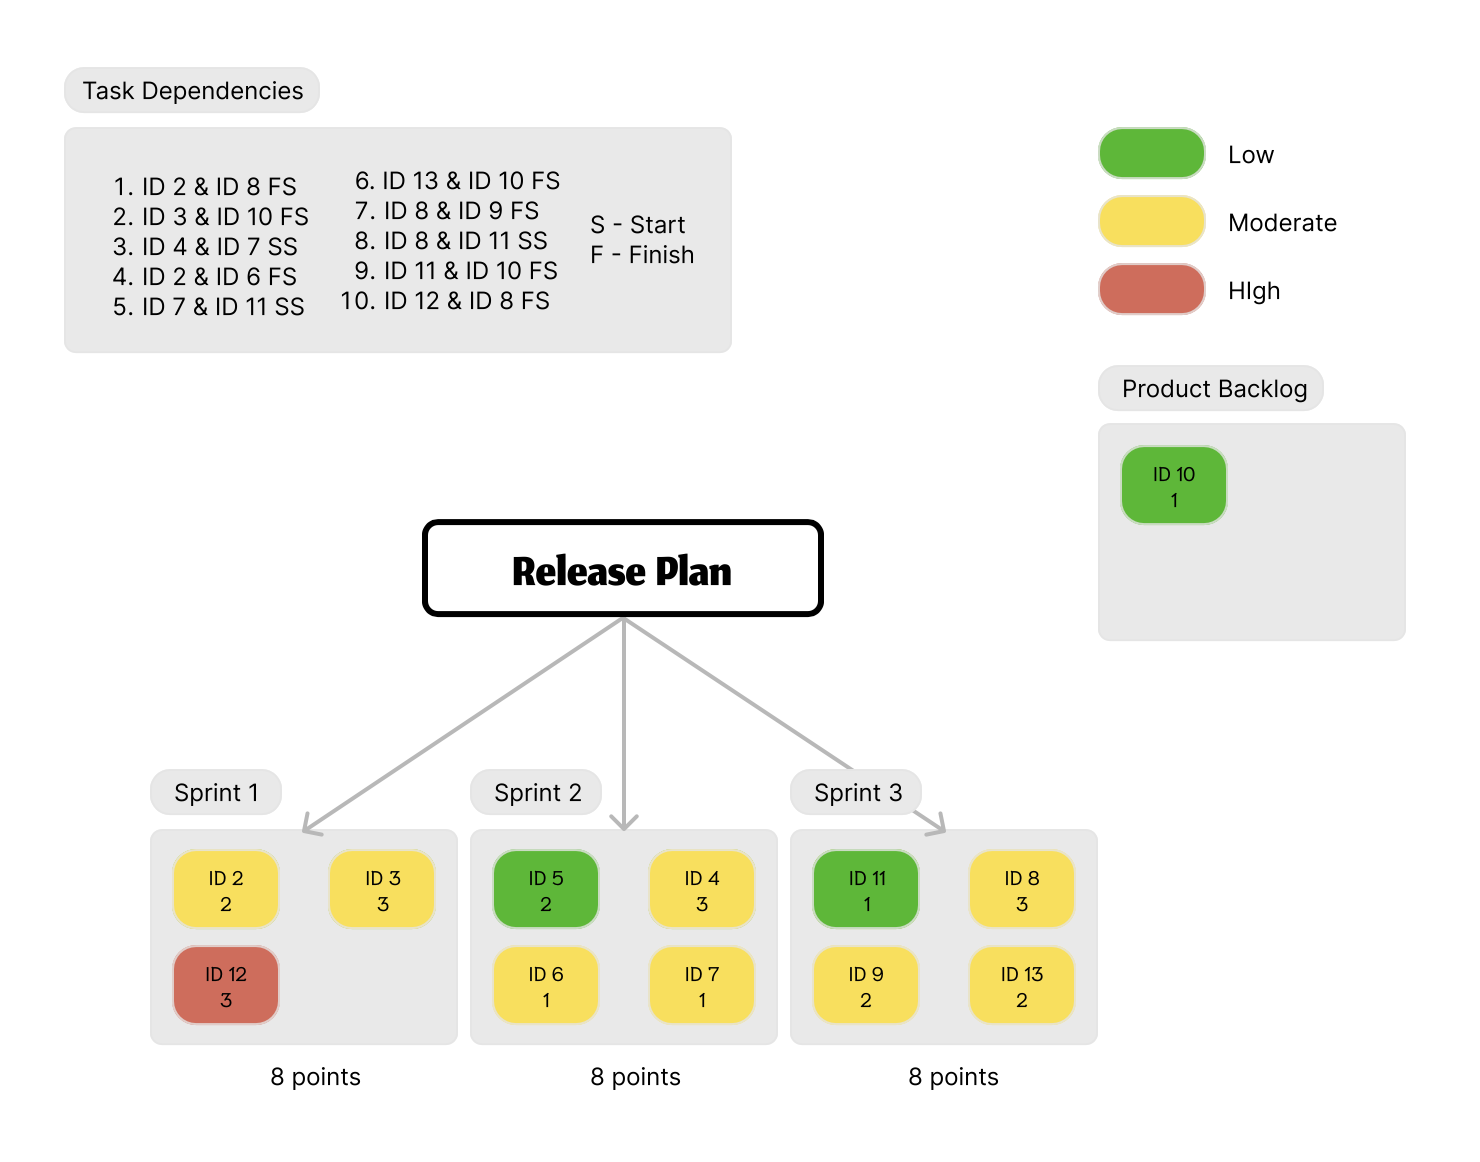 Task Dependencies
1. ID 2 & ID 8 FS
2. ID 3 & ID 10 FS
3. ID 4 & ID 7 SS
4. ID 2 & ID 6 FS
5. ID 7 & ID 11 SS
6. ID 13 & ID 10 FS
7. ID 8 & ID 9 FS
8. ID 8 & ID 11 SS
9. ID 11 & ID 10 FS
10. ID 12 & ID 8 FS
S - Start
F - Finish
Low
Moderate
HIgh
Product Backlog
ID 10
1
Release Plan
Sprint 1
ID 2
2
ID 3
3
ID 12
3
8 points
Sprint 2
ID 5
2
ID 4
3
ID 6
1
ID 7
1
8 points
Sprint 3
ID 11
1
ID 8
3
ID 9
2
ID 13
2
8 points